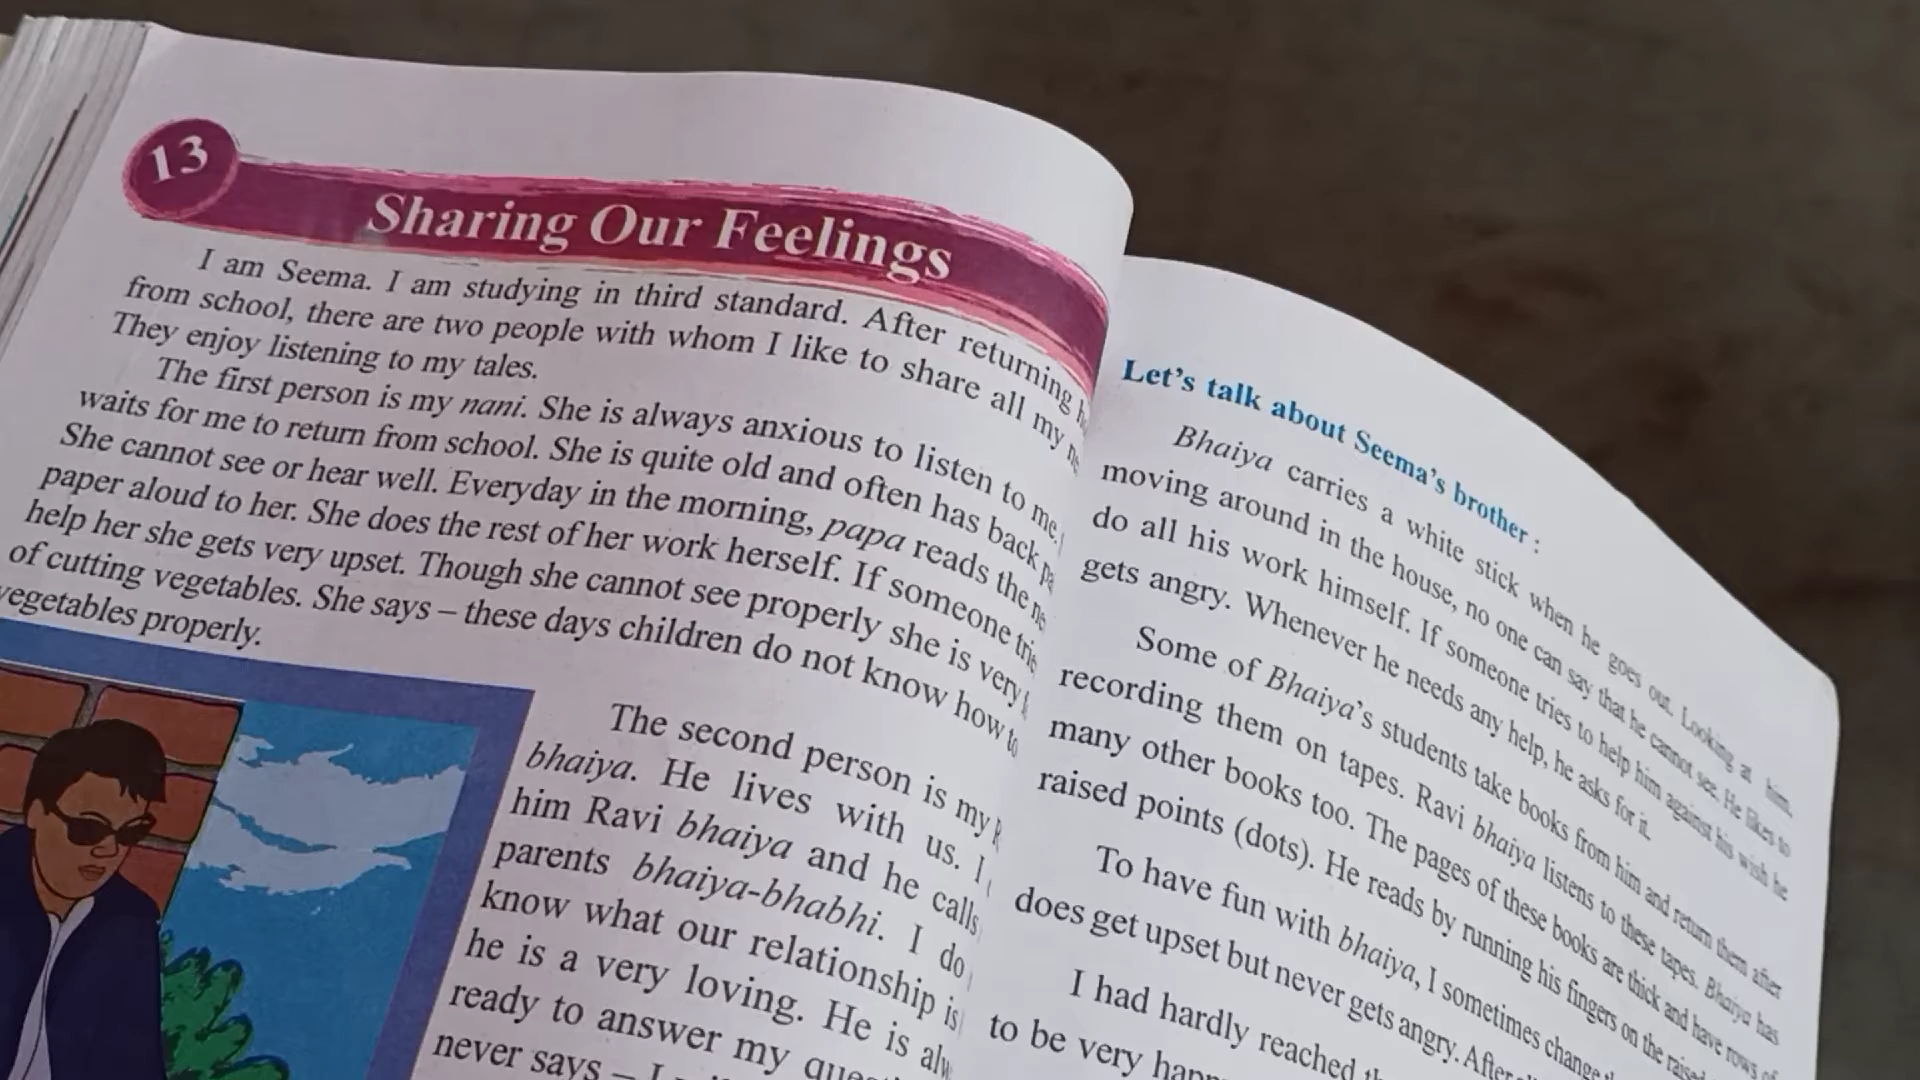 13
Sharing Our Feelings
I am Seema. I am studying in third standard. After returning
from school, there are two people with whom I like to share all my
They enjoy listening to my tales.
The first person is my nani. She is always anxious to listen to me.
waits for me to return from school. She is quite old and often has back
She cannot see or hear well. Everyday in the morning, papa reads the
paper aloud to her. She does the rest of her work herself. If someone
help her she gets very upset. Though she cannot see properly she is very
of cutting vegetables. She says – these days children do not know how
vegetables properly.
The second person is my
bhaiya. He lives with us. I
him Ravi bhaiya and he calls
parents bhaiya-bhabhi. I do
know what our relationship is
he is a very loving. He is
ready to answer my
never says –
Let's talk about Seema's brother :
Bhaiya carries a white stick when he goes out. Looking at him,
moving around in the house, no one can say that he cannot see. He likes to
do all his work himself. If someone tries to help him against his wish he
gets angry. Whenever he needs any help, he asks for it.
Some of Bhaiya's students take books from him and return them after
recording them on tapes. Ravi bhaiya listens to these tapes. Bhaiya has
many other books too. The pages of these books are thick and have rows of
raised points (dots). He reads by running his fingers on the raised
To have fun with bhaiya, I sometimes change
does get upset but never gets angry. After
I had hardly reached
to be very